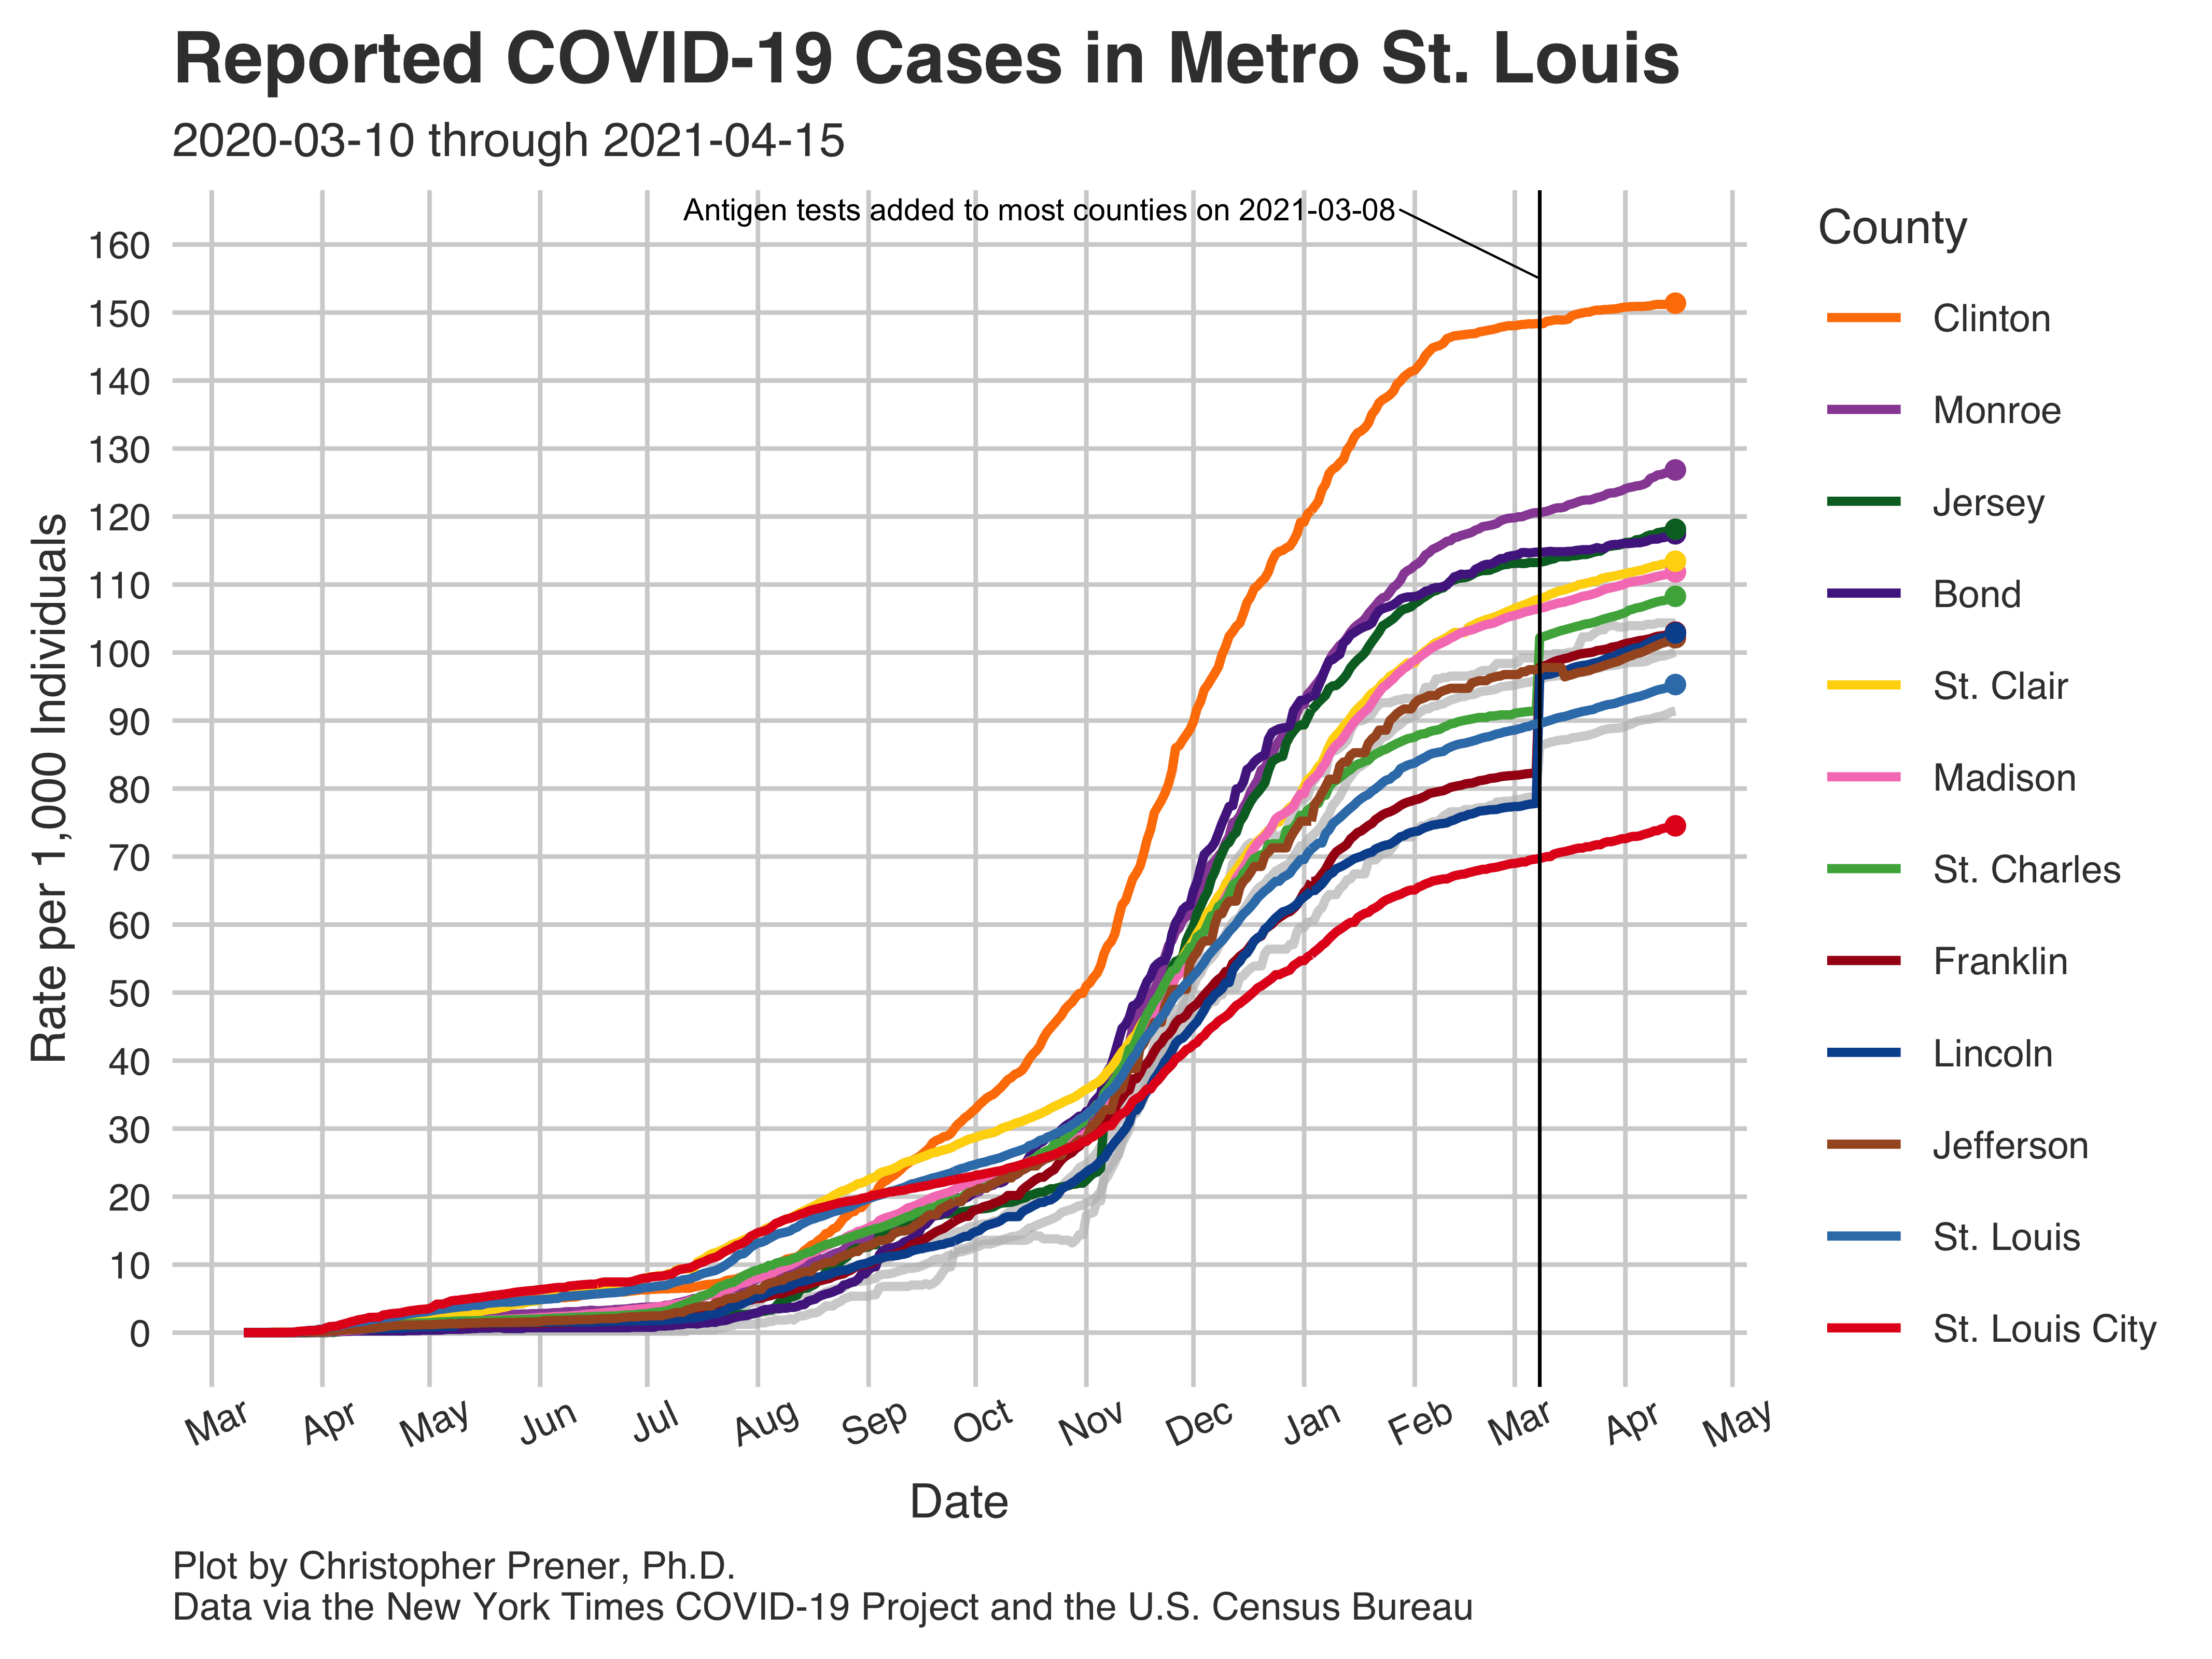 Reported COVID-19 Cases in Metro St. Louis
2020-03-10 through 2021-04-15
Antigen tests added to most counties on 2021-03-08
Rate per 1,000 Individuals
160
150
140
130
120
110
100
90
80
70
60
50
40
30
20
10
0
Mar Apr May Jun Jul Aug Sep Oct Nov Dec Jan Feb Mar Apr May
Date
County
Clinton
Monroe
Jersey
Bond
St. Clair
Madison
St. Charles
Franklin
Lincoln
Jefferson
St. Louis
St. Louis City
Plot by Christopher Prener, Ph.D.
Data via the New York Times COVID-19 Project and the U.S. Census Bureau